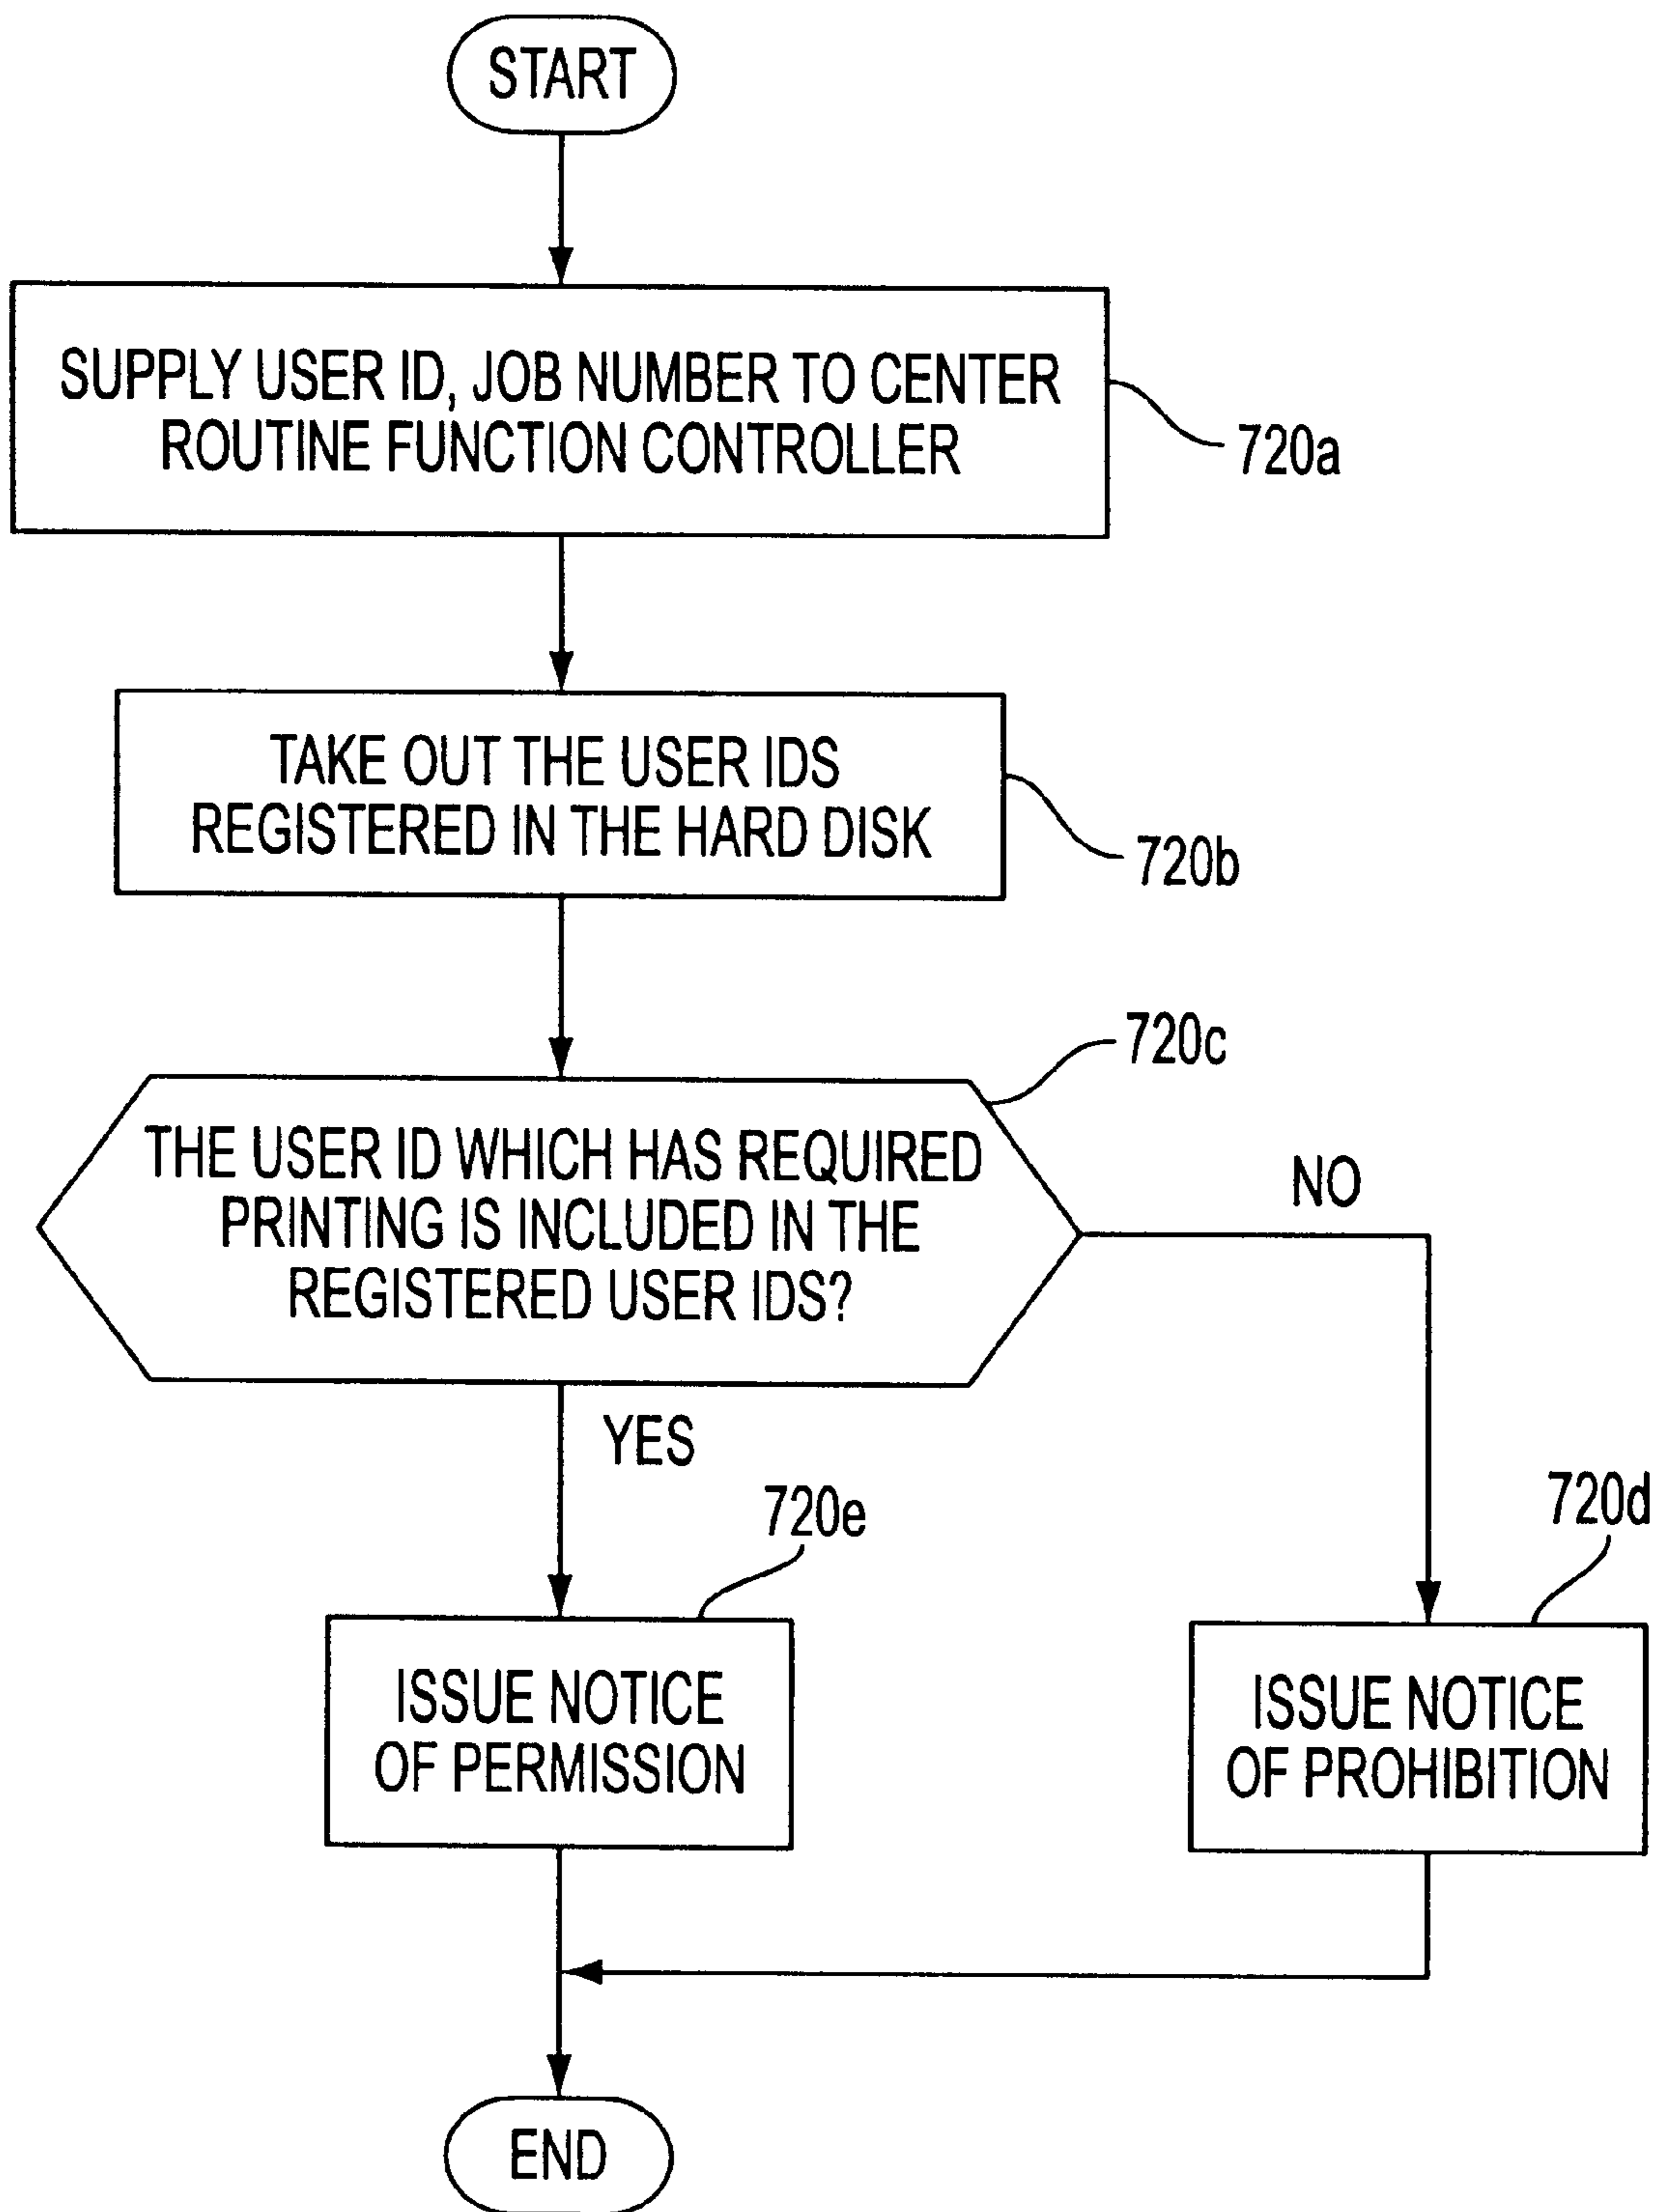 START
SUPPLY USER ID, JOB NUMBER TO CENTER
ROUTINE FUNCTION CONTROLLER
720a
TAKE OUT THE USER IDS
REGISTERED IN THE HARD DISK
720b
720c
THE USER ID WHICH HAS REQUIRED
PRINTING IS INCLUDED IN THE
REGISTERED USER IDS?
NO
YES
720e
720d
ISSUE NOTICE
OF PERMISSION
ISSUE NOTICE
OF PROHIBITION
END